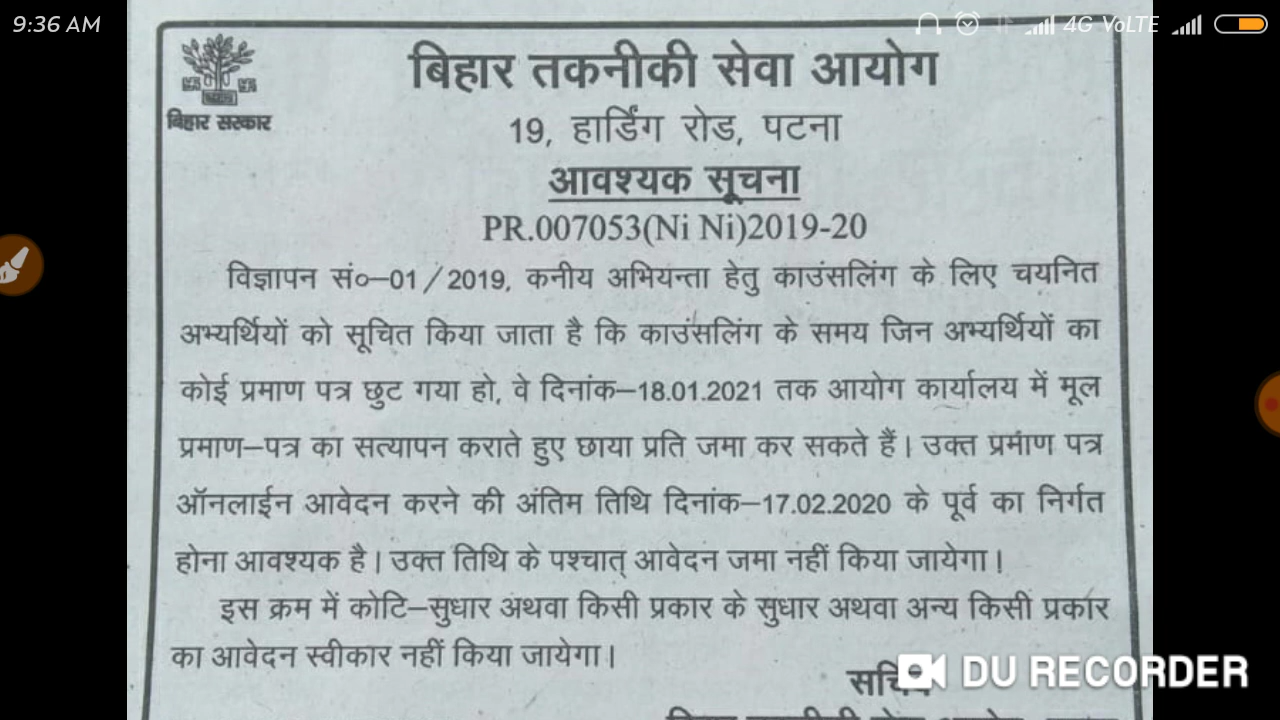 9:36 AM
4G VoLTE
बिहार सरकार
बिहार तकनीकी सेवा आयोग
19, हार्डिंग रोड, पटना
आवश्यक सूचना
PR.007053(Ni Ni)2019-20
विज्ञापन सं०–01/2019, कनीय अभियन्ता हेतु काउंसलिंग के लिए चयनित
अभ्यर्थियों को सूचित किया जाता है कि काउंसलिंग के समय जिन अभ्यर्थियों का
कोई प्रमाण पत्र छुट गया हो, वे दिनांक–18.01.2021 तक आयोग कार्यालय में मूल
प्रमाण–पत्र का सत्यापन कराते हुए छाया प्रति जमा कर सकते हैं। उक्त प्रमाण पत्र
ऑनलाईन आवेदन करने की अंतिम तिथि दिनांक–17.02.2020 के पूर्व का निर्गत
होना आवश्यक है। उक्त तिथि के पश्चात् आवेदन जमा नहीं किया जायेगा।
इस क्रम में कोटि–सुधार अथवा किसी प्रकार के सुधार अथवा अन्य किसी प्रकार
का आवेदन स्वीकार नहीं किया जायेगा।
DU RECORDER